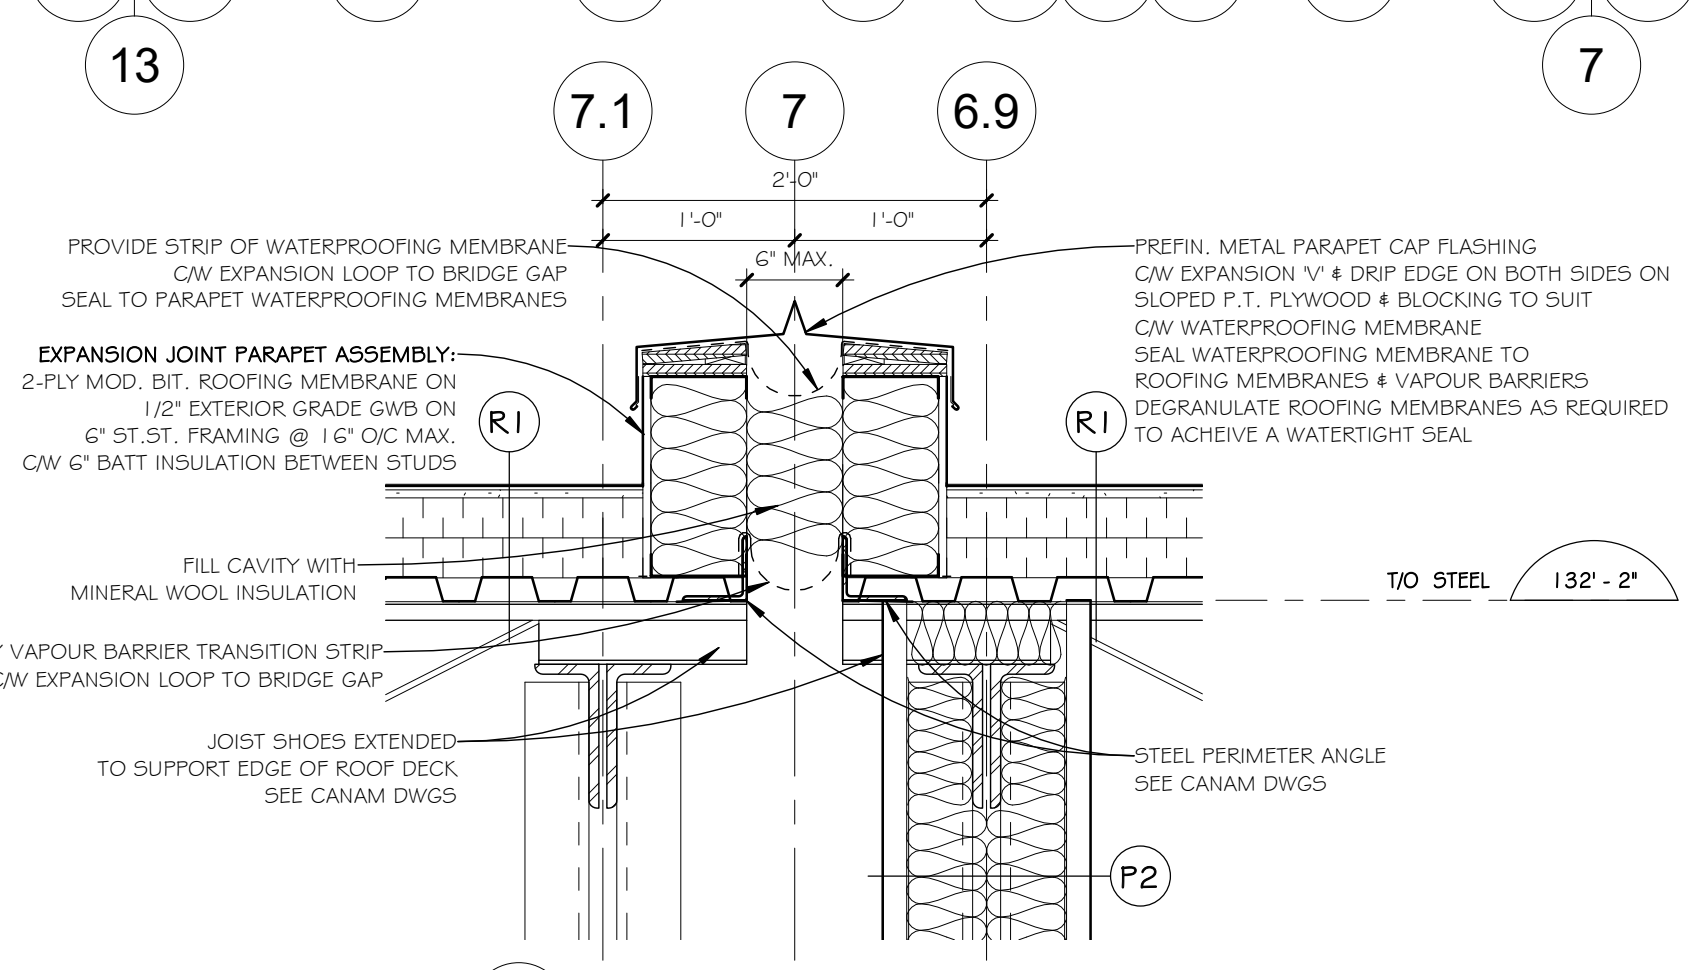 13
7
7.1
7
6.9
2'-0"
1'-0"
1'-0"
6" MAX.
PROVIDE STRIP OF WATERPROOFING MEMBRANE
C/W EXPANSION LOOP TO BRIDGE GAP
SEAL TO PARAPET WATERPROOFING MEMBRANES
EXPANSION JOINT PARAPET ASSEMBLY:
2-PLY MOD. BIT. ROOFING MEMBRANE ON
1/2" EXTERIOR GRADE GWB ON
6" ST.ST. FRAMING @ 16" O/C MAX.
C/W 6" BATT INSULATION BETWEEN STUDS
R1
PREFIN. METAL PARAPET CAP FLASHING
C/W EXPANSION 'V' & DRIP EDGE ON BOTH SIDES ON
SLOPED P.T. PLYWOOD & BLOCKING TO SUIT
C/W WATERPROOFING MEMBRANE
SEAL WATERPROOFING MEMBRANE TO
ROOFING MEMBRANES & VAPOUR BARRIERS
DEGRANULATE ROOFING MEMBRANES AS REQUIRED
TO ACHEIVE A WATERTIGHT SEAL
R1
FILL CAVITY WITH
MINERAL WOOL INSULATION
T/O STEEL
132' - 2"
VAPOUR BARRIER TRANSITION STRIP
C/W EXPANSION LOOP TO BRIDGE GAP
JOIST SHOES EXTENDED
TO SUPPORT EDGE OF ROOF DECK
SEE CANAM DWGS
STEEL PERIMETER ANGLE
SEE CANAM DWGS
P2